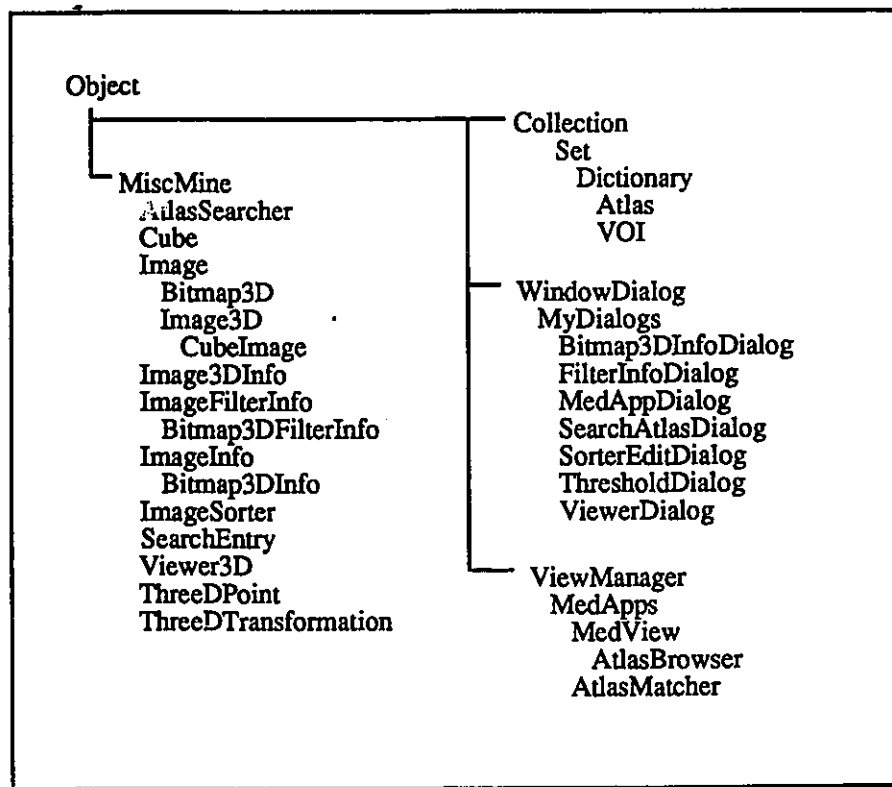 Object
MiscMine
AtlasSearcher
Cube
Image
Bitmap3D
Image3D
CubeImage
Image3DInfo
ImageFilterInfo
Bitmap3DFilterInfo
ImageInfo
Bitmap3DInfo
ImageSorter
SearchEntry
Viewer3D
ThreeDPoint
ThreeDTransformation
Collection
Set
Dictionary
Atlas
VOI
WindowDialog
MyDialogs
Bitmap3DInfoDialog
FilterInfoDialog
MedAppDialog
SearchAtlasDialog
SorterEditDialog
ThresholdDialog
ViewerDialog
ViewManager
MedApps
MedView
AtlasBrowser
AtlasMatcher